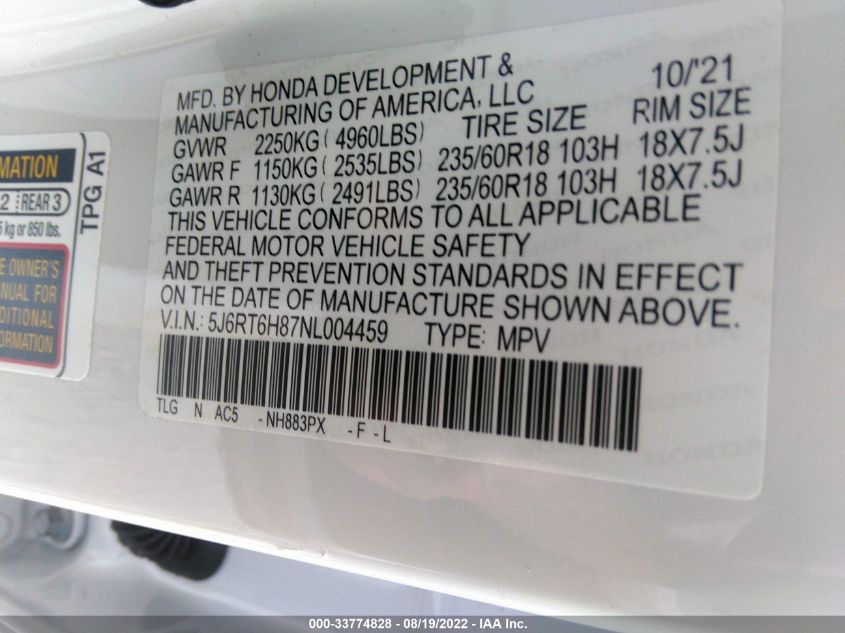 MFD. BY HONDA DEVELOPMENT & 10/'21
MANUFACTURING OF AMERICA, LLC
GVWR 2250KG ( 4960LBS) TIRE SIZE RIM SIZE
GAWR F 1150KG ( 2535LBS) 235/60R18 103H 18X7.5J
GAWR R 1130KG ( 2491LBS) 235/60R18 103H 18X7.5J
THIS VEHICLE CONFORMS TO ALL APPLICABLE
FEDERAL MOTOR VEHICLE SAFETY
AND THEFT PREVENTION STANDARDS IN EFFECT
ON THE DATE OF MANUFACTURE SHOWN ABOVE.
V.I.N.: 5J6RT6H87NL004459 TYPE: MPV
TLG N AC5 -NH883PX -F-L
2 REAR 3
kg or 850 lbs.
OWNER'S
FOR
TPG A1
000-33774828 - 08/19/2022 - IAA Inc.